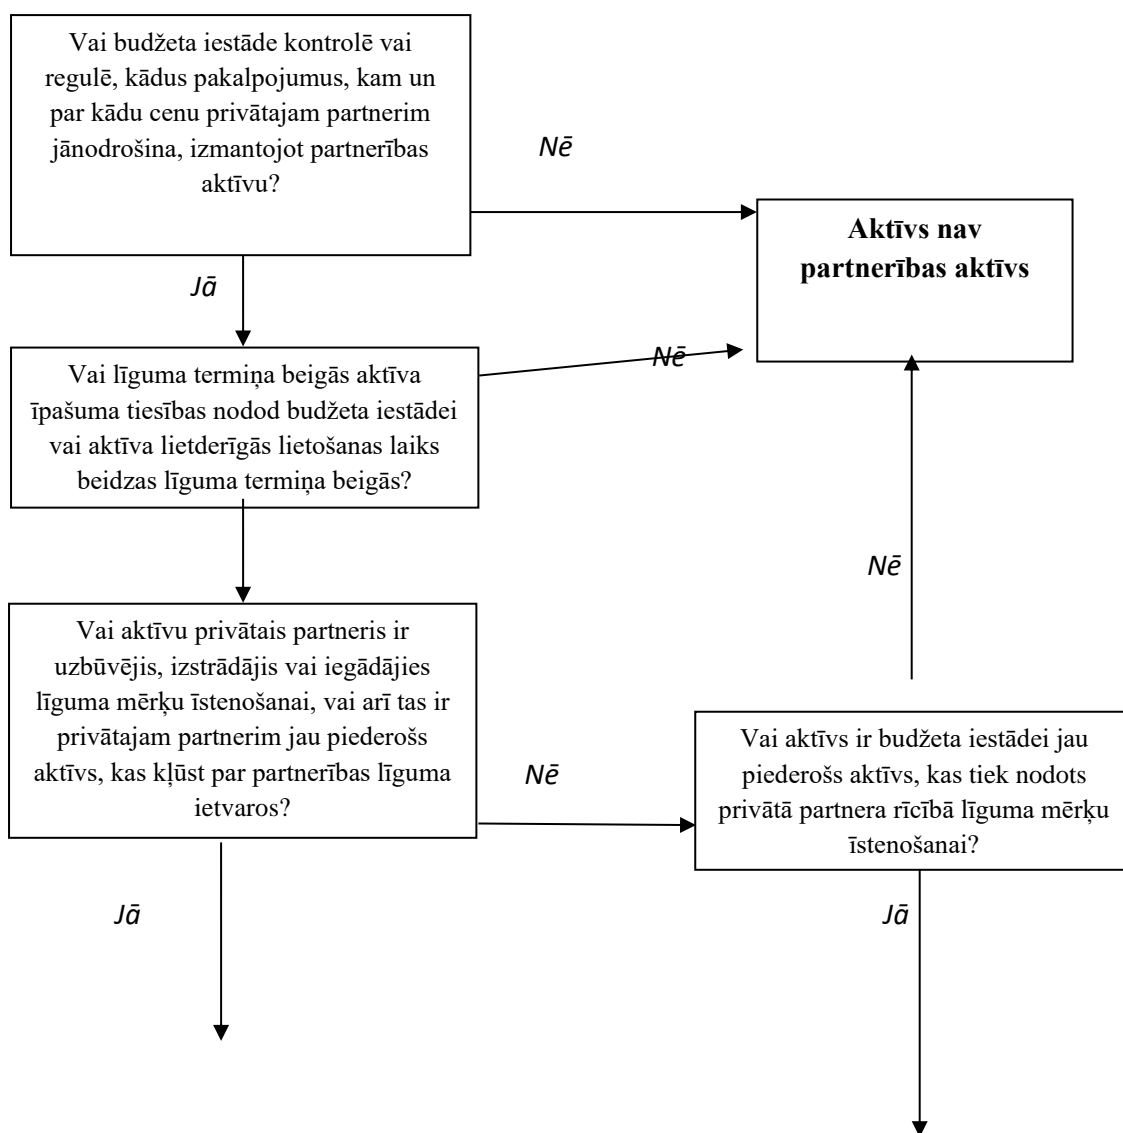 Vai budžeta iestāde kontrolē vai
regulē, kādus pakalpojumus, kam un
par kādu cenu privātajam partnerim
jānodrošina, izmantojot partnerības
aktīvu?
Nē
Aktīvs nav
partnerības aktīvs
Jā
Nē
Vai līguma termiņa beigās aktīva
īpašuma tiesības nodod budžeta iestādei
vai aktīva lietderīgās lietošanas laiks
beidzas līguma termiņa beigās?
Nē
Vai aktīvu privātais partneris ir
uzbūvējis, izstrādājis vai iegādājies
līguma mērķu īstenošanai, vai arī tas ir
privātajam partnerim jau piederošs
aktīvs, kas kļūst par partnerības līguma
ietvaros?
Nē
Vai aktīvs ir budžeta iestādei jau
piederošs aktīvs, kas tiek nodots
privātā partnera rīcībā līguma mērķu
īstenošanai?
Jā
Jā